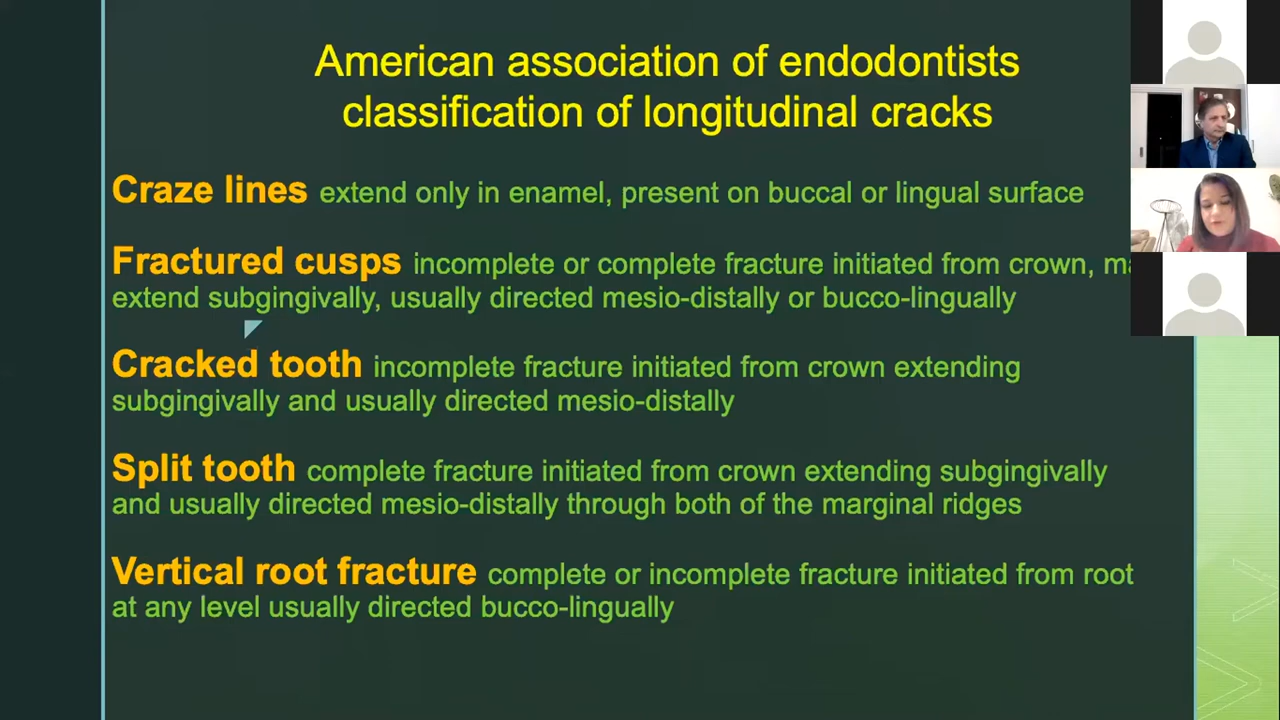 American association of endodontists
classification of longitudinal cracks
Craze lines extend only in enamel, present on buccal or lingual surface
Fractured cusps incomplete or complete fracture initiated from crown,
extend subgingivally, usually directed mesio-distally or bucco-lingually
Cracked tooth incomplete fracture initiated from crown extending
subgingivally and usually directed mesio-distally
Split tooth complete fracture initiated from crown extending subgingivally
and usually directed mesio-distally through both of the marginal ridges
Vertical root fracture complete or incomplete fracture initiated from root
at any level usually directed bucco-lingually